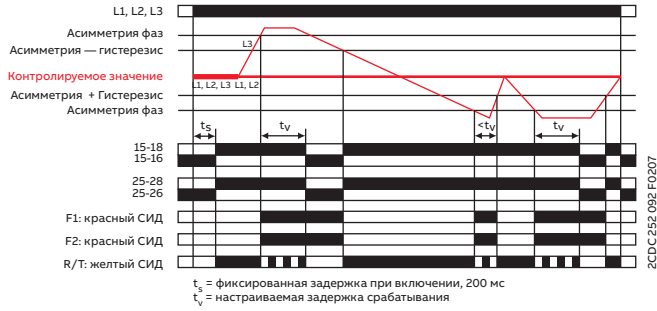 L1, L2, L3
Асимметрия фаз
L3
Асимметрия — гистерезис
Контролируемое значение
L1, L2, L3 L1, L2
Асимметрия + Гистерезис
Асимметрия фаз
ts tv <tv tv
15-18
15-16
25-28
25-26
F1: красный СИД
F2: красный СИД
R/T: желтый СИД
ts = фиксированная задержка при включении, 200 мс
tv = настраиваемая задержка срабатывания
2CDC 252 092 F0207